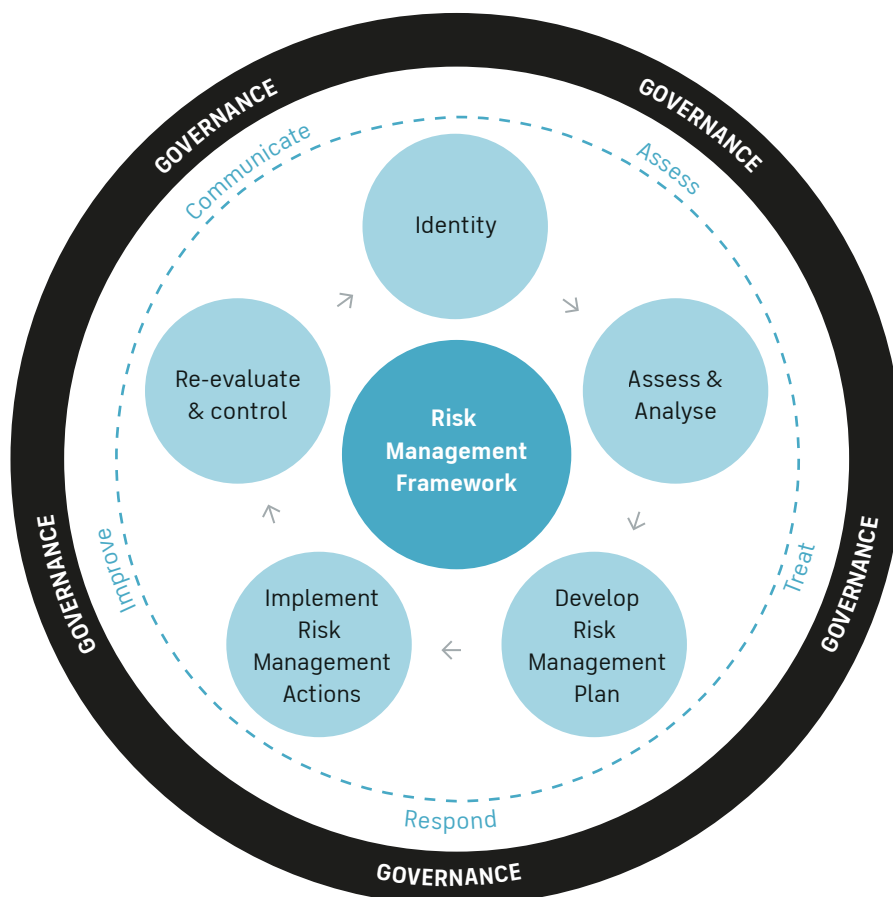 GOVERNANCE
GOVERNANCE
Communicate
Assess
Identity
Re-evaluate
& control
Assess &
Analyse
Risk
Management
Framework
GOVERNANCE
Improve
Treat
GOVERNANCE
Implement
Risk
Management
Actions
Develop
Risk
Management
Plan
Respond
GOVERNANCE